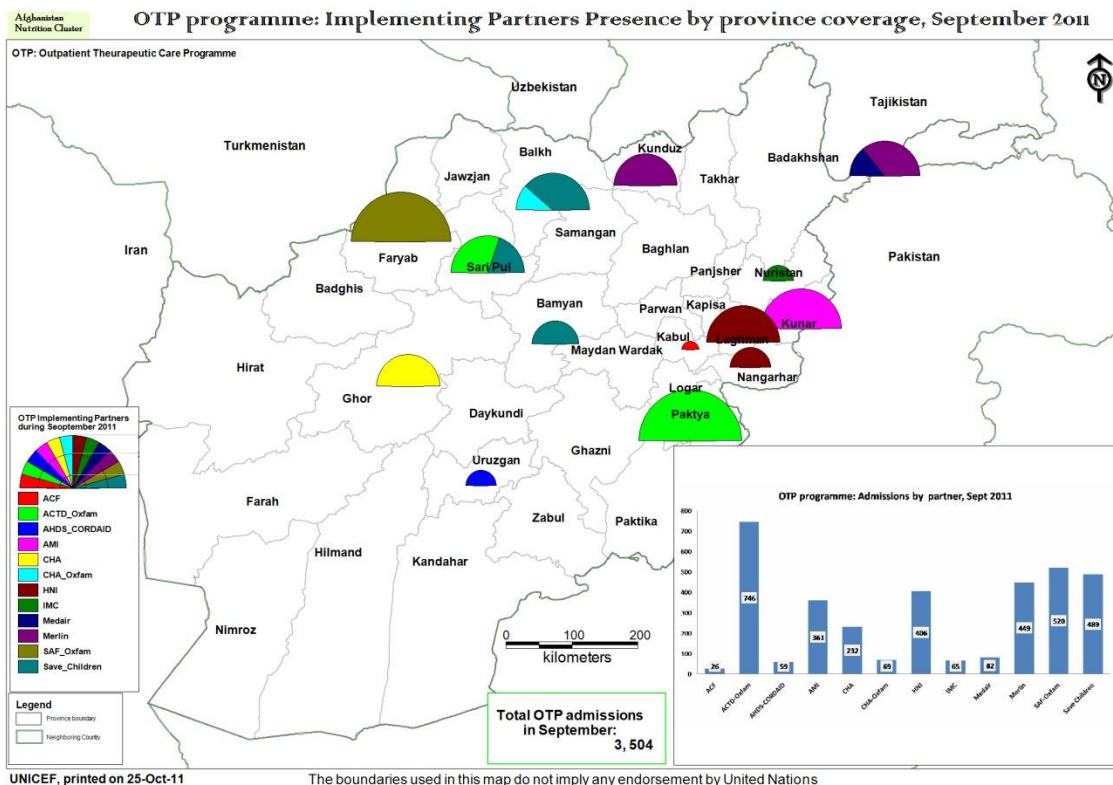 Afghanistan
Nutrition Cluster
OTP programme: Implementing Partners Presence by province coverage, September 2011
OTP: Outpatient Theurapeutic Care Programme
N
Uzbekistan
Tajikistan
Turkmenistan
Kunduz
Balkh
Badakhshan
Jawzjan
Takhar
Samangan
Iran
Faryab
Sari Pul
Baghlan
Pakistan
Panjsher
Nuristan
Badghis
Bamyan
Parwan
Kapisa
Kunar
Kabul
Laghman
Maydan Wardak
Hirat
Nangarhar
Logar
Ghor
Paktya
Daykundi
Ghazni
Uruzgan
Farah
Zabul
Paktika
Hilmand
Kandahar
Nimroz
OTP Implementing Partners
during Seoptember 2011
ACF
ACTD_Oxfam
AHDS_CORDAID
AMI
CHA
CHA_Oxfam
HNI
IMC
Medair
Merlin
SAF_Oxfam
Save_Children
Legend
Province boundary
Neighboring County
0 100 200
kilometers
Total OTP admissions
in September:
3, 504
OTP programme: Admissions by partner, Sept 2011
800
700
600
500
400
300
200
100
0
26
746
59
361
232
69
406
65
82
449
520
489
ACF
ACTD-Oxfam
AHDS-CORDAID
AMI
CHA
CHA-Oxfam
HNI
IMC
Medair
Merlin
SAF-Oxfam
Save Children
UNICEF, printed on 25-Oct-11
The boundaries used in this map do not imply any endorsement by United Nations